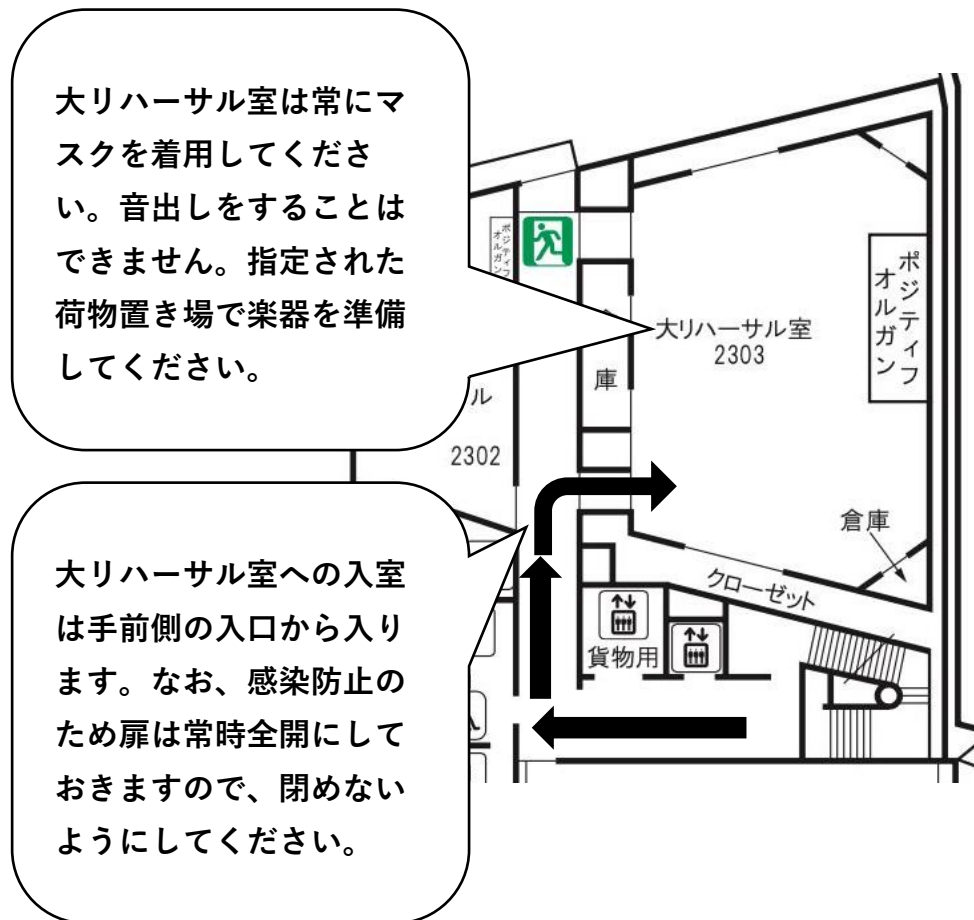 大リハーサル室は常にマ
スクを着用してくださ
い。音出しをすることは
できません。指定された
荷物置き場で楽器を準備
してください。
大リハーサル室への入室
は手前側の入口から入り
ます。なお、感染防止の
ため扉は常時全開にして
おきますので、閉めない
ようにしてください。
ポジティフ
オルガン
庫
大リハーサル室
2303
ポジティフ
オルガン
ル
2302
倉庫
クローゼット
貨物用